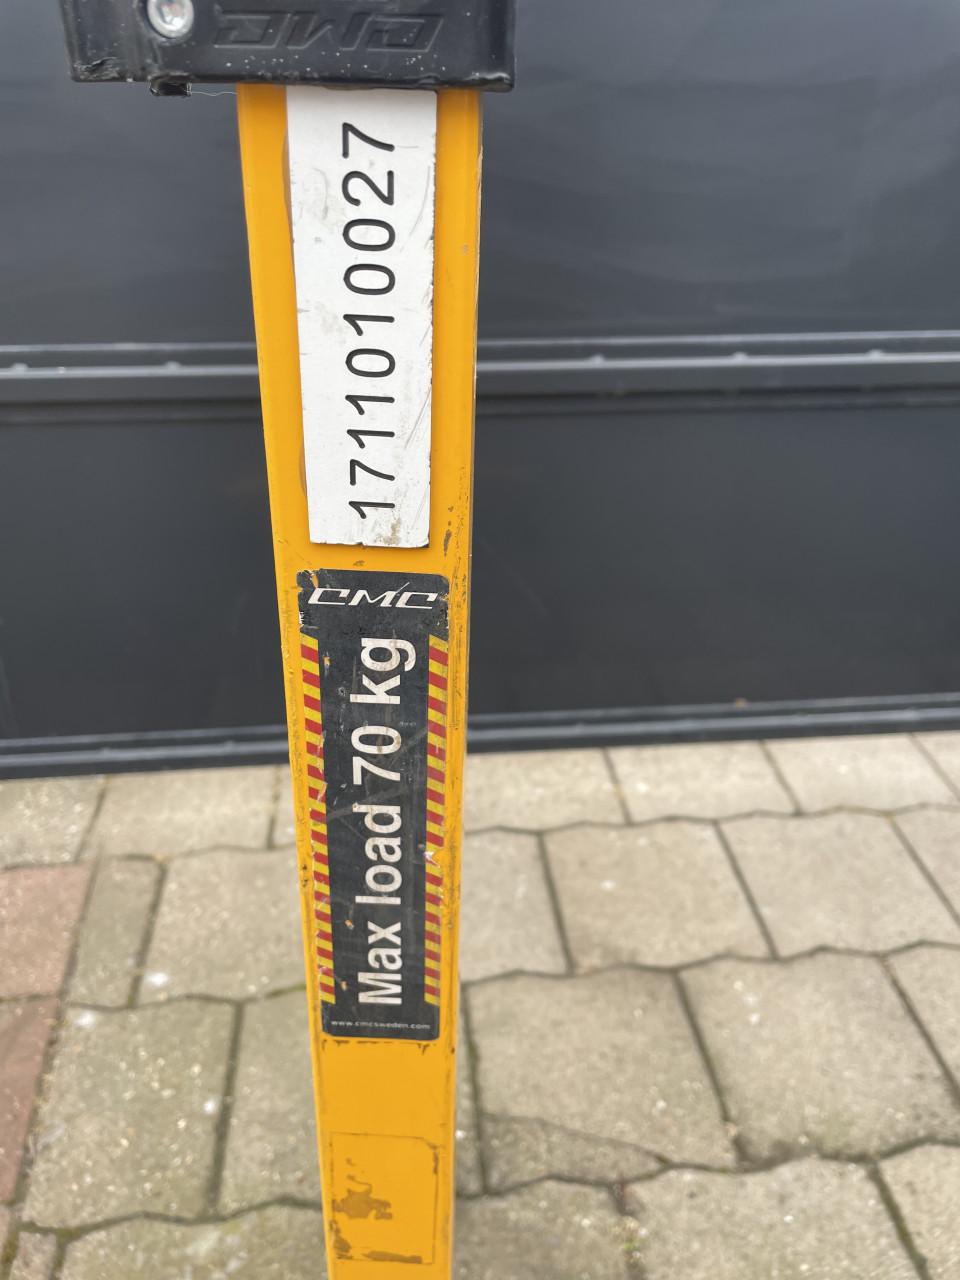 CMC
1711010027
CMC
Max load 70 kg
www.cmcsweden.com